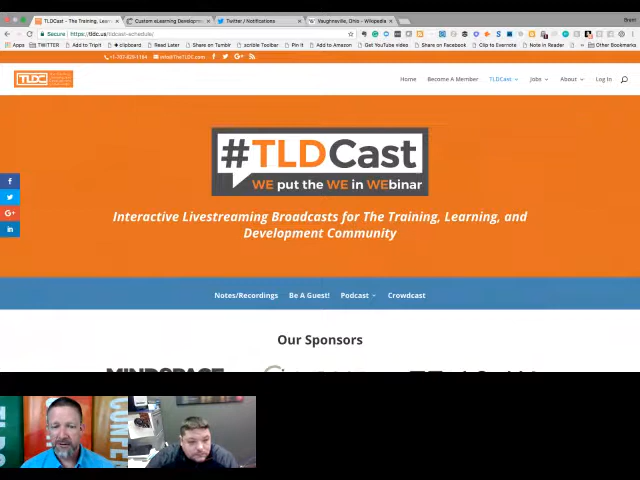 TLDCast - The Training, Lear
Custom eLearning Developme
Twitter / Notifications
Vaughnsville, Ohio - Wikipedia
Secure
https://tldc.us/tldcast-schedule/
Apps
TWITTER
Add to TripIt
+clipboard
Read Later
Share on Tumblr
scrible Toolbar
Pin It
Add to Amazon
Get YouTube video
Share on Facebook
Clip to Evernote
Note in Reader
Other Bookmarks
info@TheTLDC.com
TLDC
Home
Become A Member
TLDCast
Jobs
About
Log In
#TLDCast
WE put the WE in WEbinar
Interactive Livestreaming Broadcasts for The Training, Learning, and
Development Community
Notes/Recordings
Be A Guest!
Podcast
Crowdcast
Our Sponsors
MINDSPACE